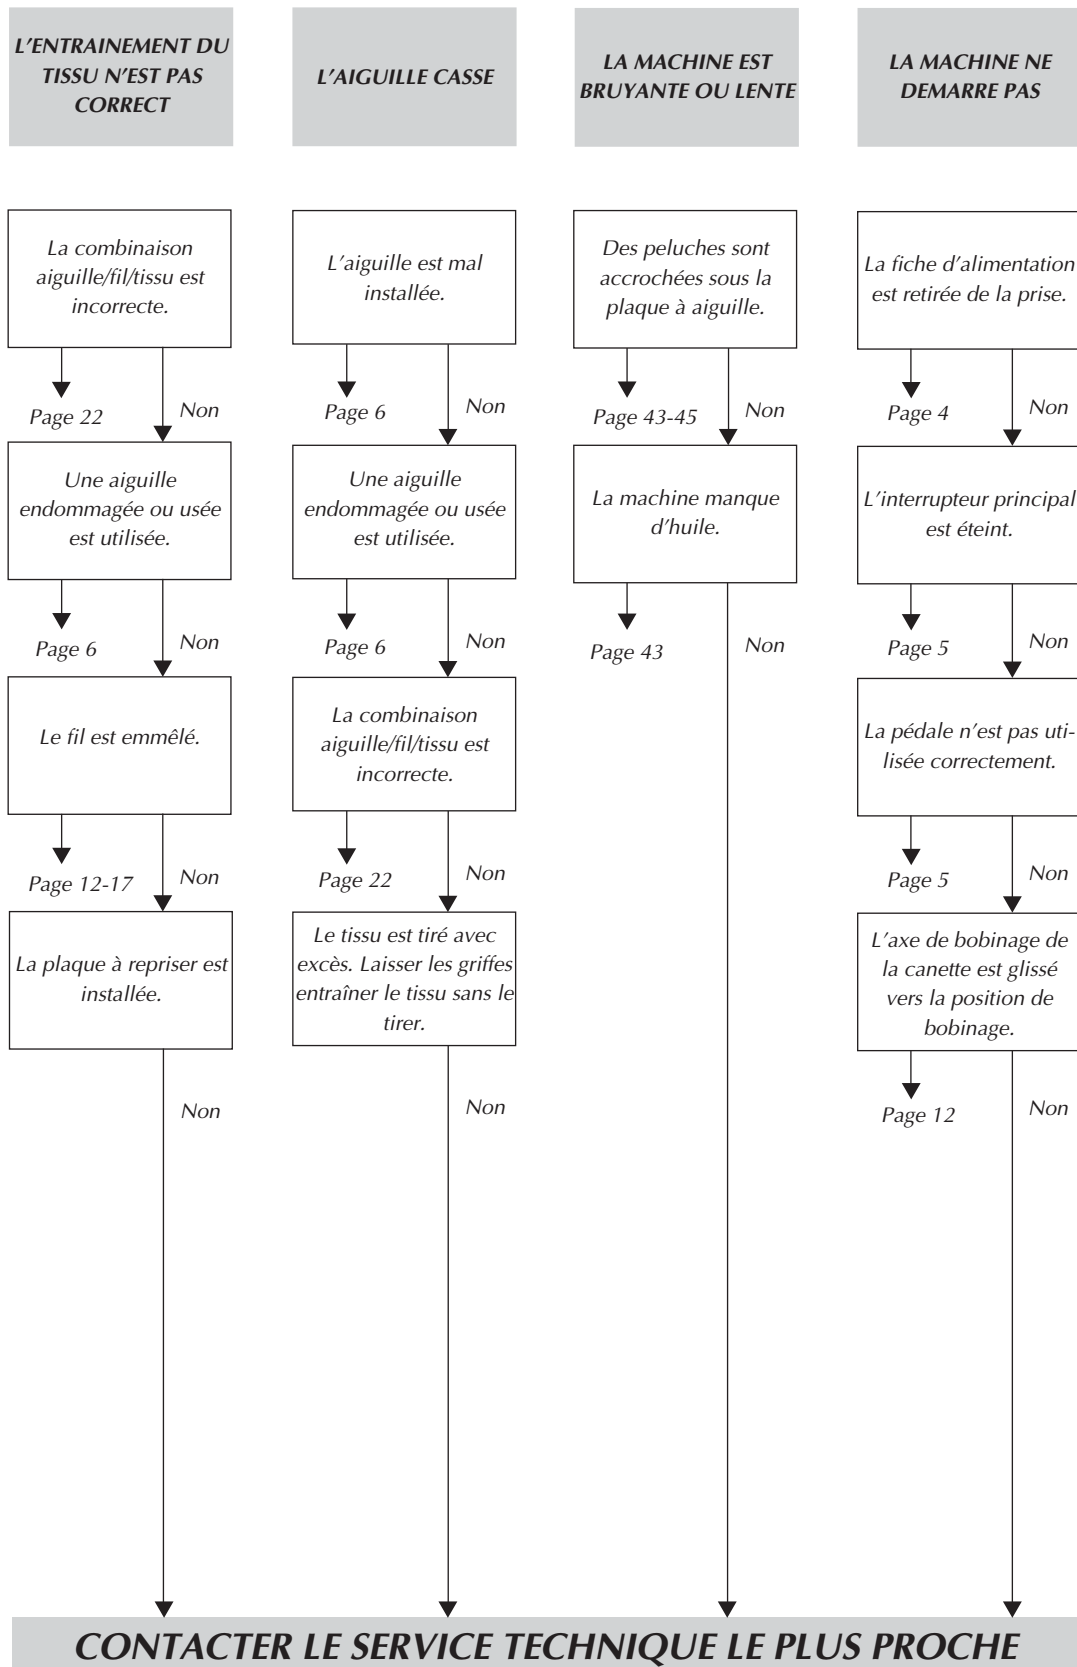 L'ENTRAINEMENT DU
TISSU N'EST PAS
CORRECT
L'AIGUILLE CASSE
LA MACHINE EST
BRUYANTE OU LENTE
LA MACHINE NE
DEMARRE PAS
La combinaison
aiguille/fil/tissu est
incorrecte.
Page 22
Non
Une aiguille
endommagée ou usée
est utilisée.
Page 6
Non
Le fil est emmêlé.
Page 12-17
Non
La plaque à repriser est
installée.
Non
L'aiguille est mal
installée.
Page 6
Non
Une aiguille
endommagée ou usée
est utilisée.
Page 6
Non
La combinaison
aiguille/fil/tissu est
incorrecte.
Page 22
Non
Le tissu est tiré avec
excès. Laisser les griffes
entraîner le tissu sans le
tirer.
Non
Des peluches sont
accrochées sous la
plaque à aiguille.
Page 43-45
Non
La machine manque
d'huile.
Page 43
Non
La fiche d'alimentation
est retirée de la prise.
Page 4
Non
L'interrupteur principal
est éteint.
Page 5
Non
La pédale n'est pas uti-
lisée correctement.
Page 5
Non
L'axe de bobinage de
la canette est glissé
vers la position de
bobinage.
Page 12
Non
CONTACTER LE SERVICE TECHNIQUE LE PLUS PROCHE